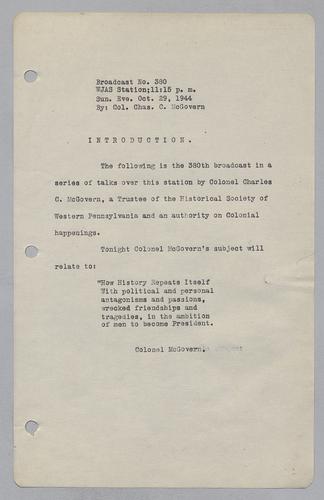 Broadcast No. 380
WJAS Station;11:15 p. m.
Sun. Eve. Oct. 29, 1944
By: Col. Chas. C. McGovern
INTRODUCTION.
The following is the 380th broadcast in a
series of talks over this station by Colonel Charles
C. McGovern, a Trustee of the Historical Society of
Western Pennsylvania and an authority on Colonial
happenings.
Tonight Colonel McGovern's subject will
relate to:
"How History Repeats Itself
With political and personal
antagonisms and passions,
wrecked friendships and
tragedies, in the ambition
of men to become President.
Colonel McGovern.